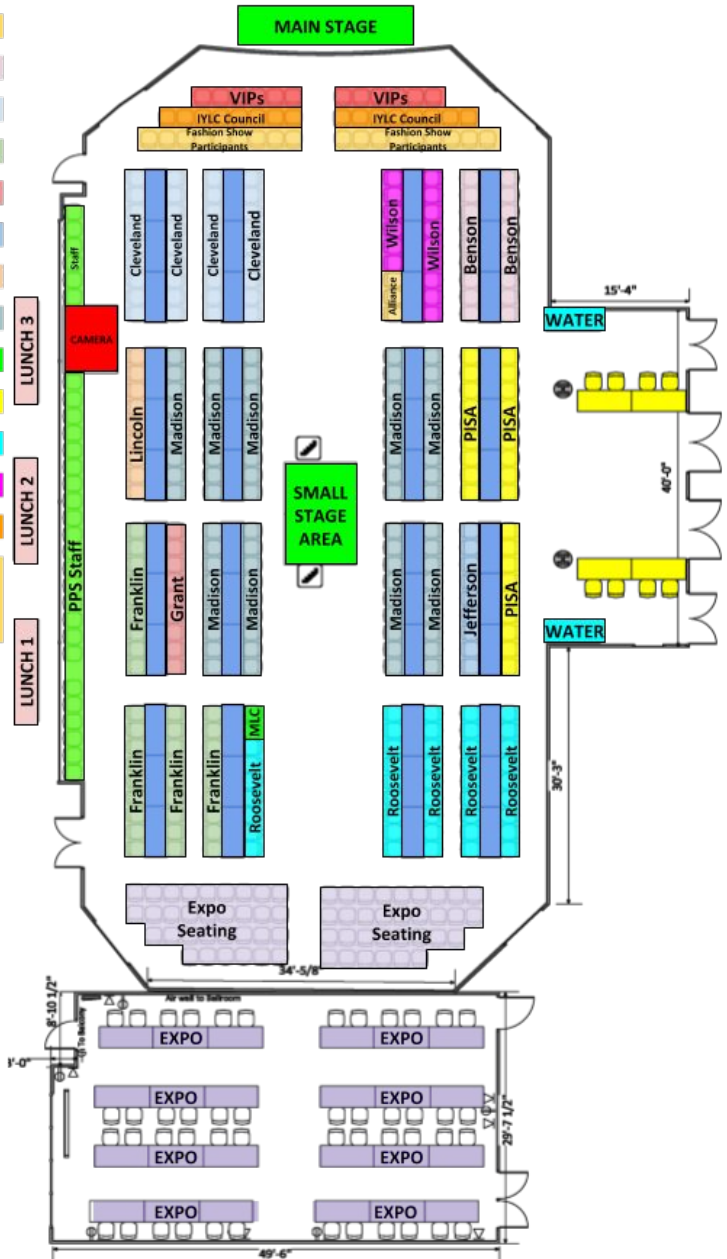 MAIN STAGE
VIPs
VIPs
IYLC Council
IYLC Council
Fashion Show
Participants
Fashion Show
Participants
Staff
Cleveland
Cleveland
Cleveland
Cleveland
Wilson
Alliance
Wilson
Benson
Benson
15'-4"
WATER
CAMERA
LUNCH 3
Lincoln
Madison
Madison
Madison
Madison
Madison
PISA
PISA
LUNCH 2
SMALL
STAGE
AREA
40'-0"
PPS Staff
Franklin
Grant
Madison
Madison
Madison
Madison
Jefferson
PISA
WATER
LUNCH 1
Franklin
Franklin
Franklin
MLC
Roosevelt
Roosevelt
Roosevelt
Roosevelt
Roosevelt
30'-3"
Expo
Seating
Expo
Seating
34'-5/8"
8'-10 1/2"
Air wall to Ballroom
To Balcony
EXPO
EXPO
EXPO
EXPO
29'-7 1/2"
EXPO
EXPO
EXPO
EXPO
49'-6"